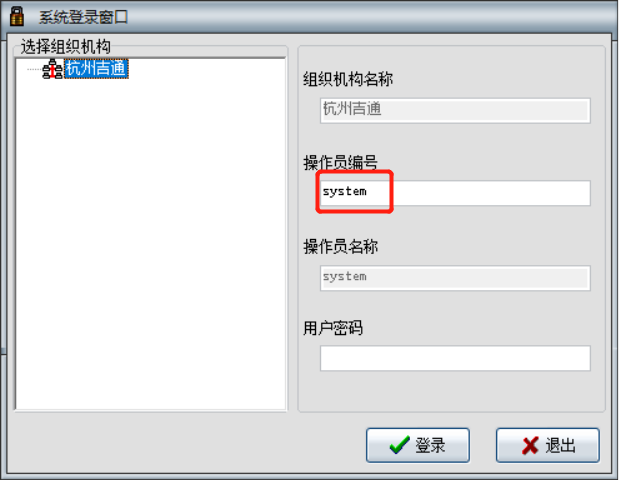 系统登录窗口
选择组织机构
杭州吉通
组织机构名称
杭州吉通
操作员编号
system
操作员名称
system
用户密码
登录
退出